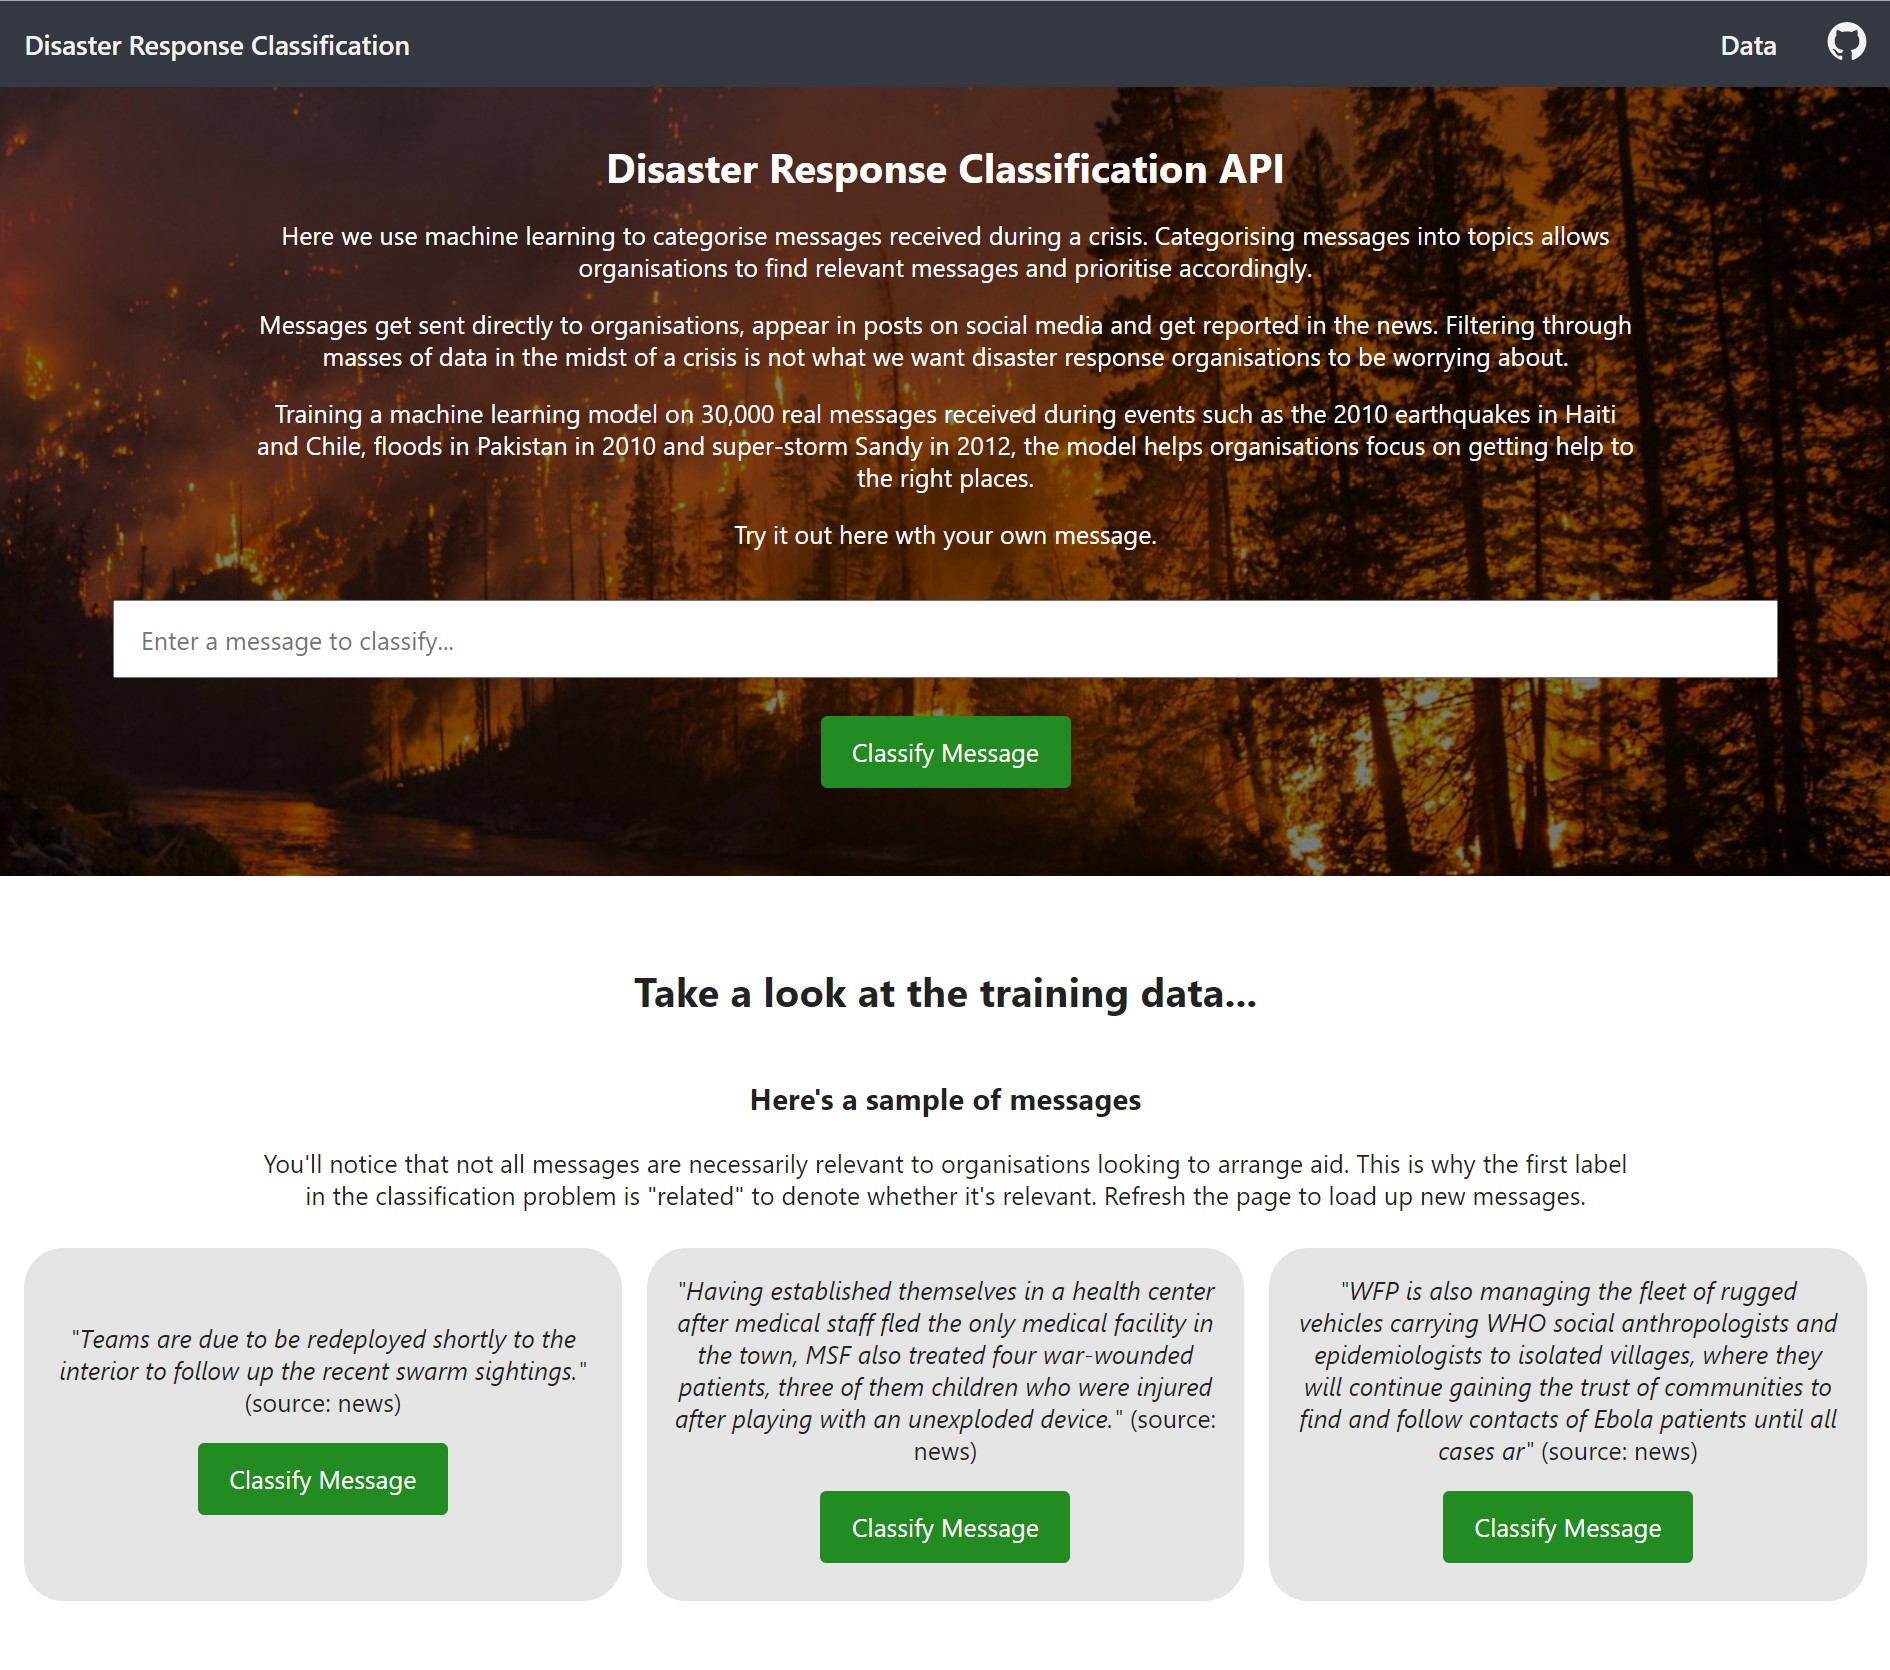 Disaster Response Classification
Data
Disaster Response Classification API
Here we use machine learning to categorise messages received during a crisis. Categorising messages into topics allows
organisations to find relevant messages and prioritise accordingly.
Messages get sent directly to organisations, appear in posts on social media and get reported in the news. Filtering through
masses of data in the midst of a crisis is not what we want disaster response organisations to be worrying about.
Training a machine learning model on 30,000 real messages received during events such as the 2010 earthquakes in Haiti
and Chile, floods in Pakistan in 2010 and super-storm Sandy in 2012, the model helps organisations focus on getting help to
the right places.
Try it out here wth your own message.
Enter a message to classify...
Classify Message
Take a look at the training data...
Here's a sample of messages
You'll notice that not all messages are necessarily relevant to organisations looking to arrange aid. This is why the first label
in the classification problem is "related" to denote whether it's relevant. Refresh the page to load up new messages.
"Teams are due to be redeployed shortly to the
interior to follow up the recent swarm sightings."
(source: news)
Classify Message
"Having established themselves in a health center
after medical staff fled the only medical facility in
the town, MSF also treated four war-wounded
patients, three of them children who were injured
after playing with an unexploded device." (source:
news)
Classify Message
"WFP is also managing the fleet of rugged
vehicles carrying WHO social anthropologists and
epidemiologists to isolated villages, where they
will continue gaining the trust of communities to
find and follow contacts of Ebola patients until all
cases ar" (source: news)
Classify Message